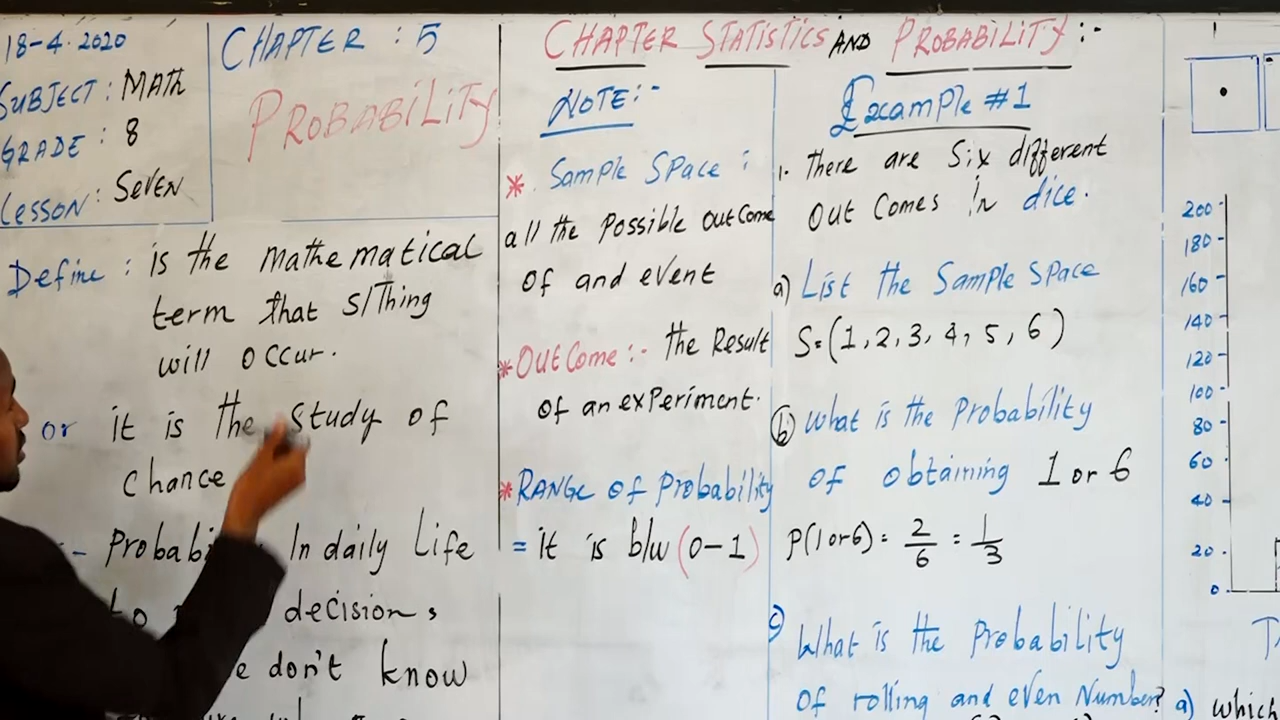 18-4.2020
SUBJECT : MATH
GRADE : 8
LESSON : SEVEN
CHAPTER : 5
PROBABILITY
Define : is the mathematical
term that S/Thing
will occur.
or it is the study of
chance
Probabi In daily Life
to decision,
e don't know
CHAPTER STATISTICS AND PROBABILITY :-
NOTE:-
* Sample Space :
all the possible outcome
of and event
*OutCome :- the Result
of an experiment.
*RANGE of Probability
= it is b/w (0-1)
Example #1
1. There are Six different
Out Comes in dice.
a) List the Sample Space
S=(1,2,3,4,5,6)
(b) What is the Probability
of obtaining 1 or 6
P(1 or 6) = 2/6 = 1/3
c) What is the Probability
of rolling and even Number?
200
180
160
140
120
100
80
60
40
20
0
a) which